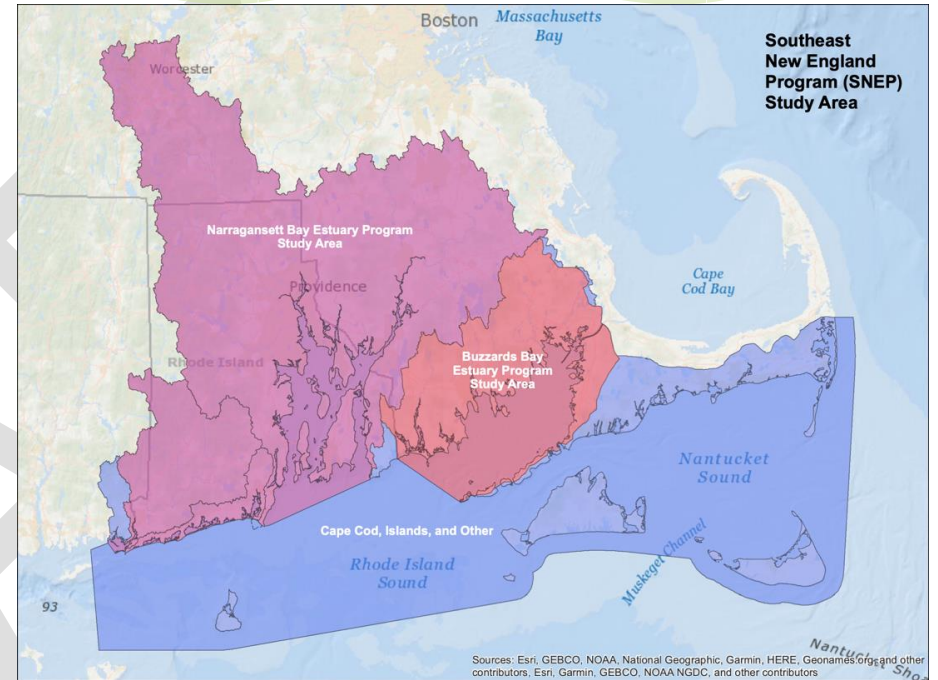 Boston
Massachusetts
Bay
Southeast
New England
Program (SNEP)
Study Area
Worcester
Narragansett Bay Estuary Program
Study Area
Providence
Cape
Cod Bay
Rhode Island
Buzzards Bay
Estuary Program
Study Area
Nantucket
Sound
Cape Cod, Islands, and Other
Rhode Island
Sound
Muskeget Channel
93
Nantucket
Sources: Esri, GEBCO, NOAA, National Geographic, Garmin, HERE, Geonames.org, and other
contributors, Esri, Garmin, GEBCO, NOAA NGDC, and other contributors